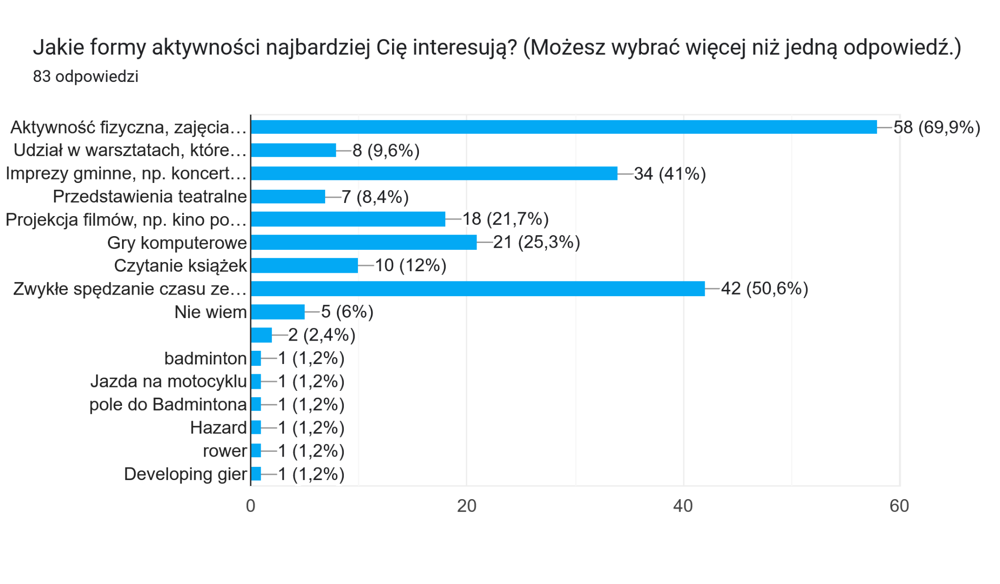 Jakie formy aktywności najbardziej Cię interesują? (Możesz wybrać więcej niż jedną odpowiedź.)
83 odpowiedzi
Aktywność fizyczna, zajęcia… 58 (69,9%)
Udział w warsztatach, które… 8 (9,6%)
Imprezy gminne, np. koncert… 34 (41%)
Przedstawienia teatralne 7 (8,4%)
Projekcja filmów, np. kino po… 18 (21,7%)
Gry komputerowe 21 (25,3%)
Czytanie książek 10 (12%)
Zwykłe spędzanie czasu ze… 42 (50,6%)
Nie wiem 5 (6%)
2 (2,4%)
badminton 1 (1,2%)
Jazda na motocyklu 1 (1,2%)
pole do Badmintona 1 (1,2%)
Hazard 1 (1,2%)
rower 1 (1,2%)
Developing gier 1 (1,2%)
0 20 40 60